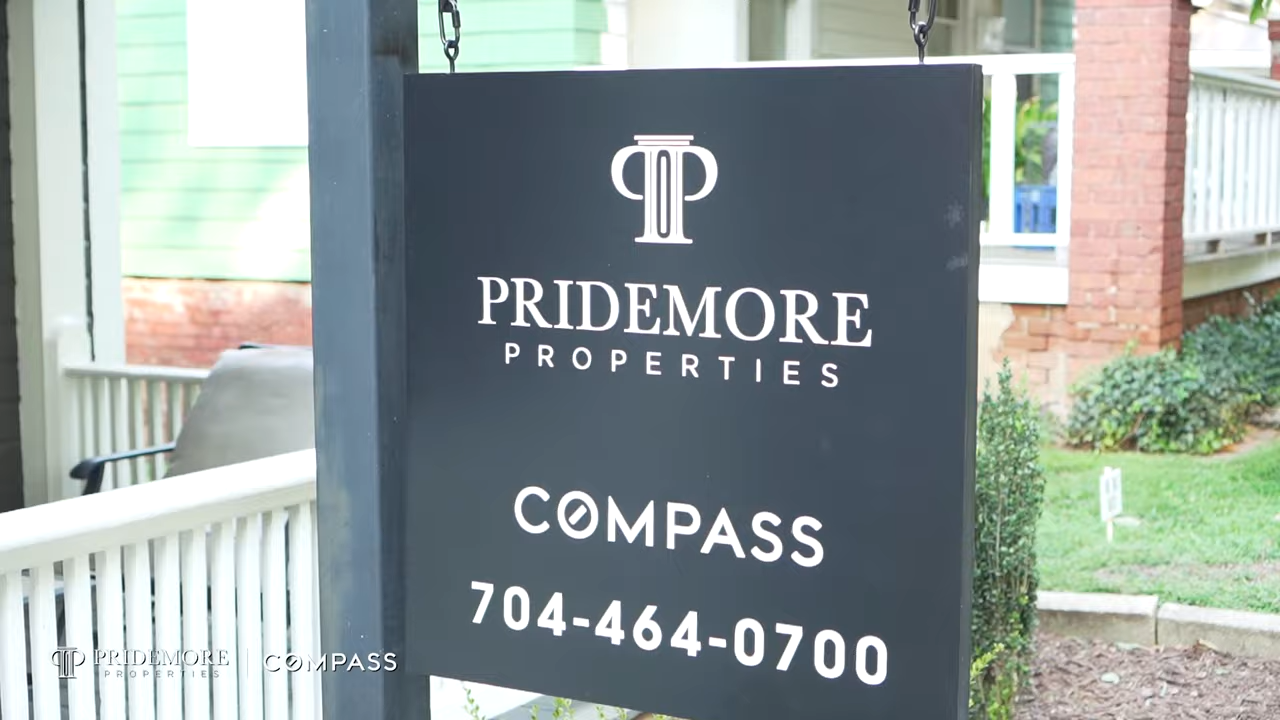 PRIDEMORE
PROPERTIES
COMPASS
704-464-0700
PRIDEMORE
PROPERTIES
COMPASS